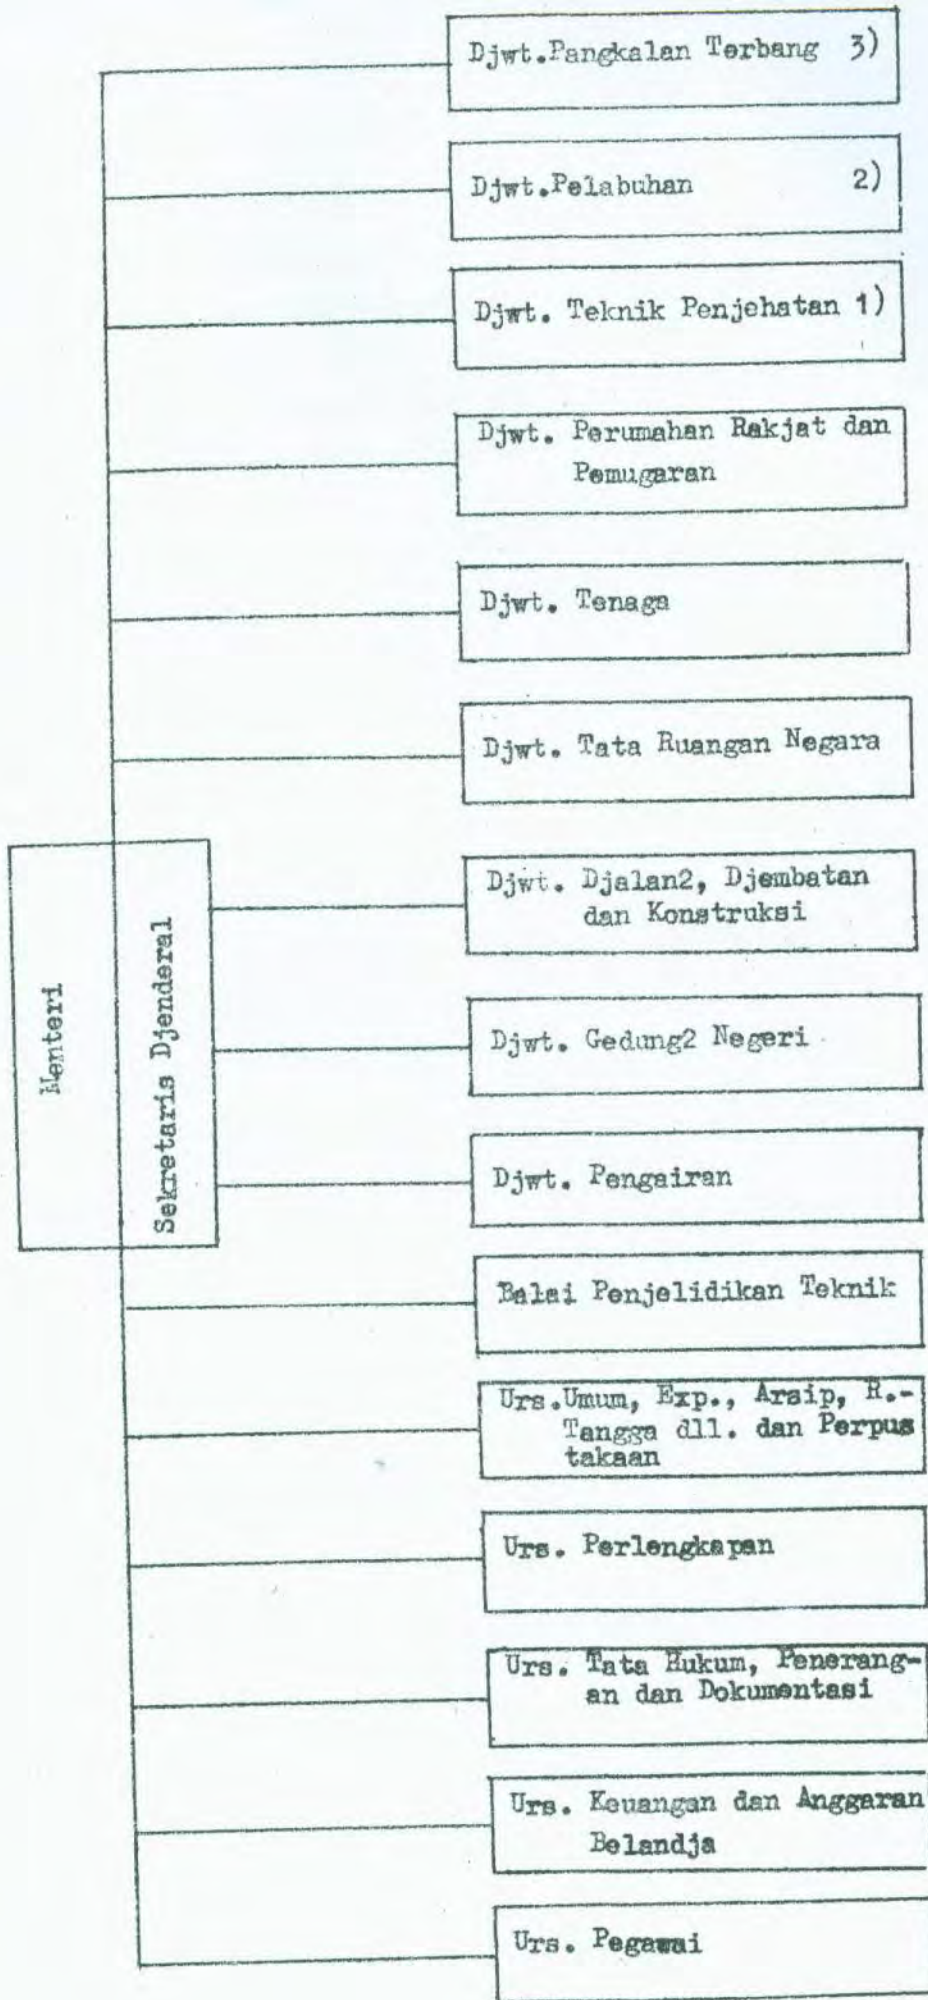 Djwt.Pangkalan Terbang 3)
Djwt.Pelabuhan 2)
Djwt. Teknik Penjehatan 1)
Djwt. Perumahan Rakjat dan
Pemugaran
Djwt. Tenaga
Djwt. Tata Ruangan Negara
Menteri
Sekretaris Djenderal
Djwt. Djalan2, Djembatan
dan Konstruksi
Djwt. Gedung2 Negeri
Djwt. Pengairan
Balai Penjelidikan Teknik
Urs.Umum, Exp., Arsip, R.-
Tangga dll. dan Perpus
takaan
Urs. Perlengkapan
Urs. Tata Hukum, Penerang-
an dan Dokumentasi
Urs. Keuangan dan Anggaran
Belandja
Urs. Pegawai